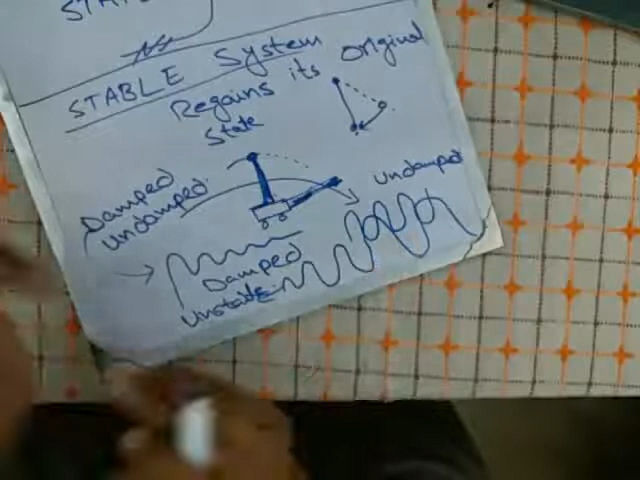 STABLE System
Regains its Original
State
Damped
undamped
undamped
Damped
Unstable